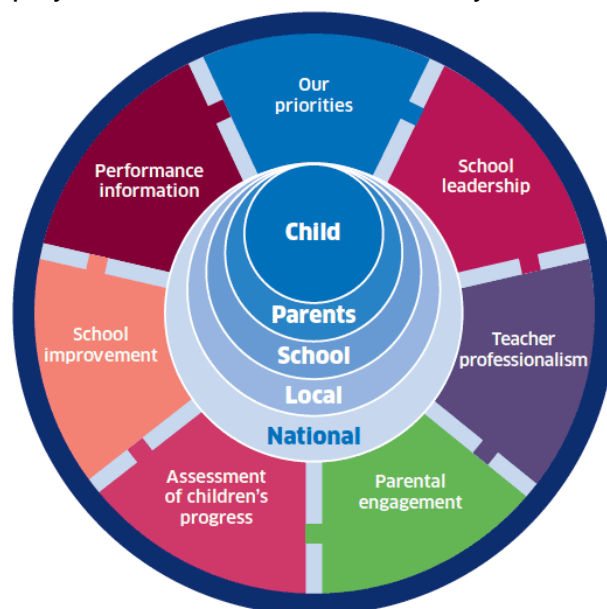 Our
priorities
School
leadership
Teacher
professionalism
Parental
engagement
Assessment
of children's
progress
School
improvement
Performance
information
Child
Parents
School
Local
National